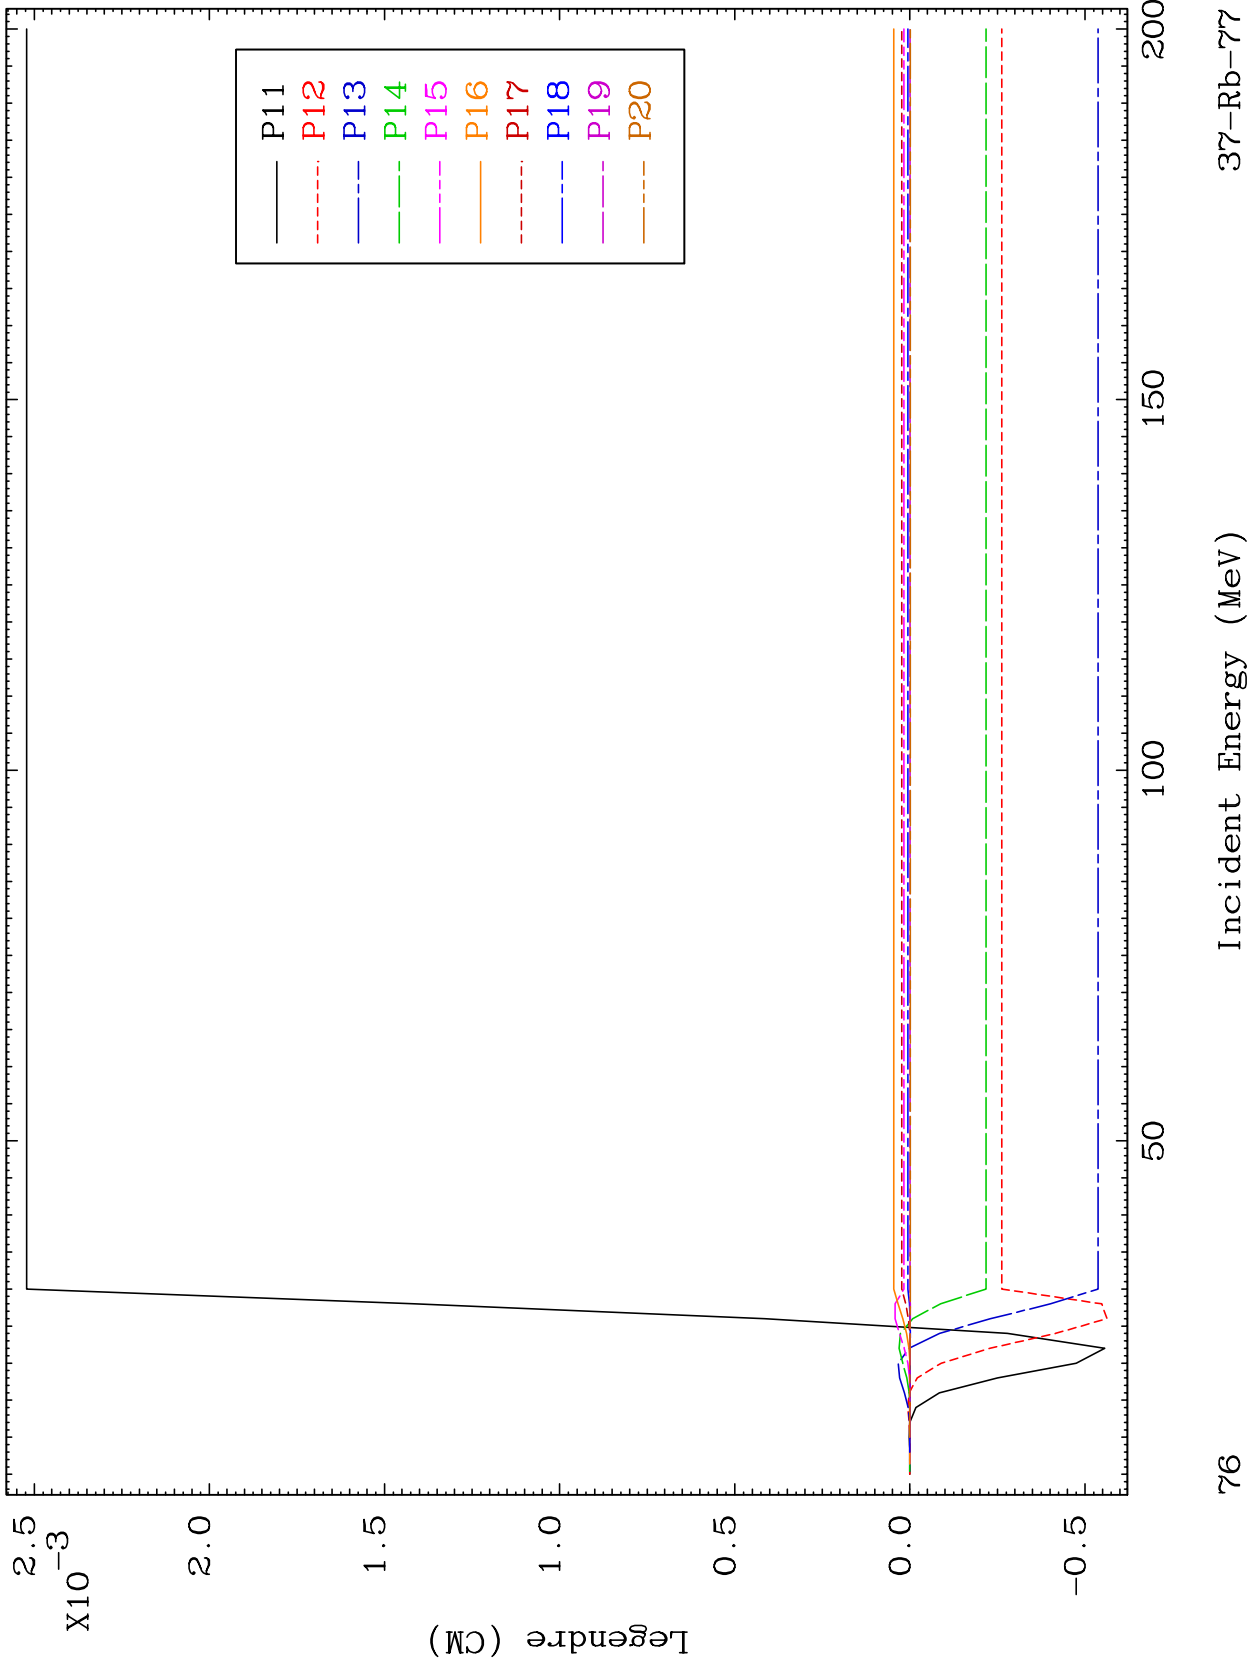 2.5
X10
-3
2.0
1.5
1.0
0.5
0.0
-0.5
Legendre (CM)
P11
P12
P13
P14
P15
P16
P17
P18
P19
P20
50
100
150
200
Incident Energy (MeV)
76
37-Rb-77